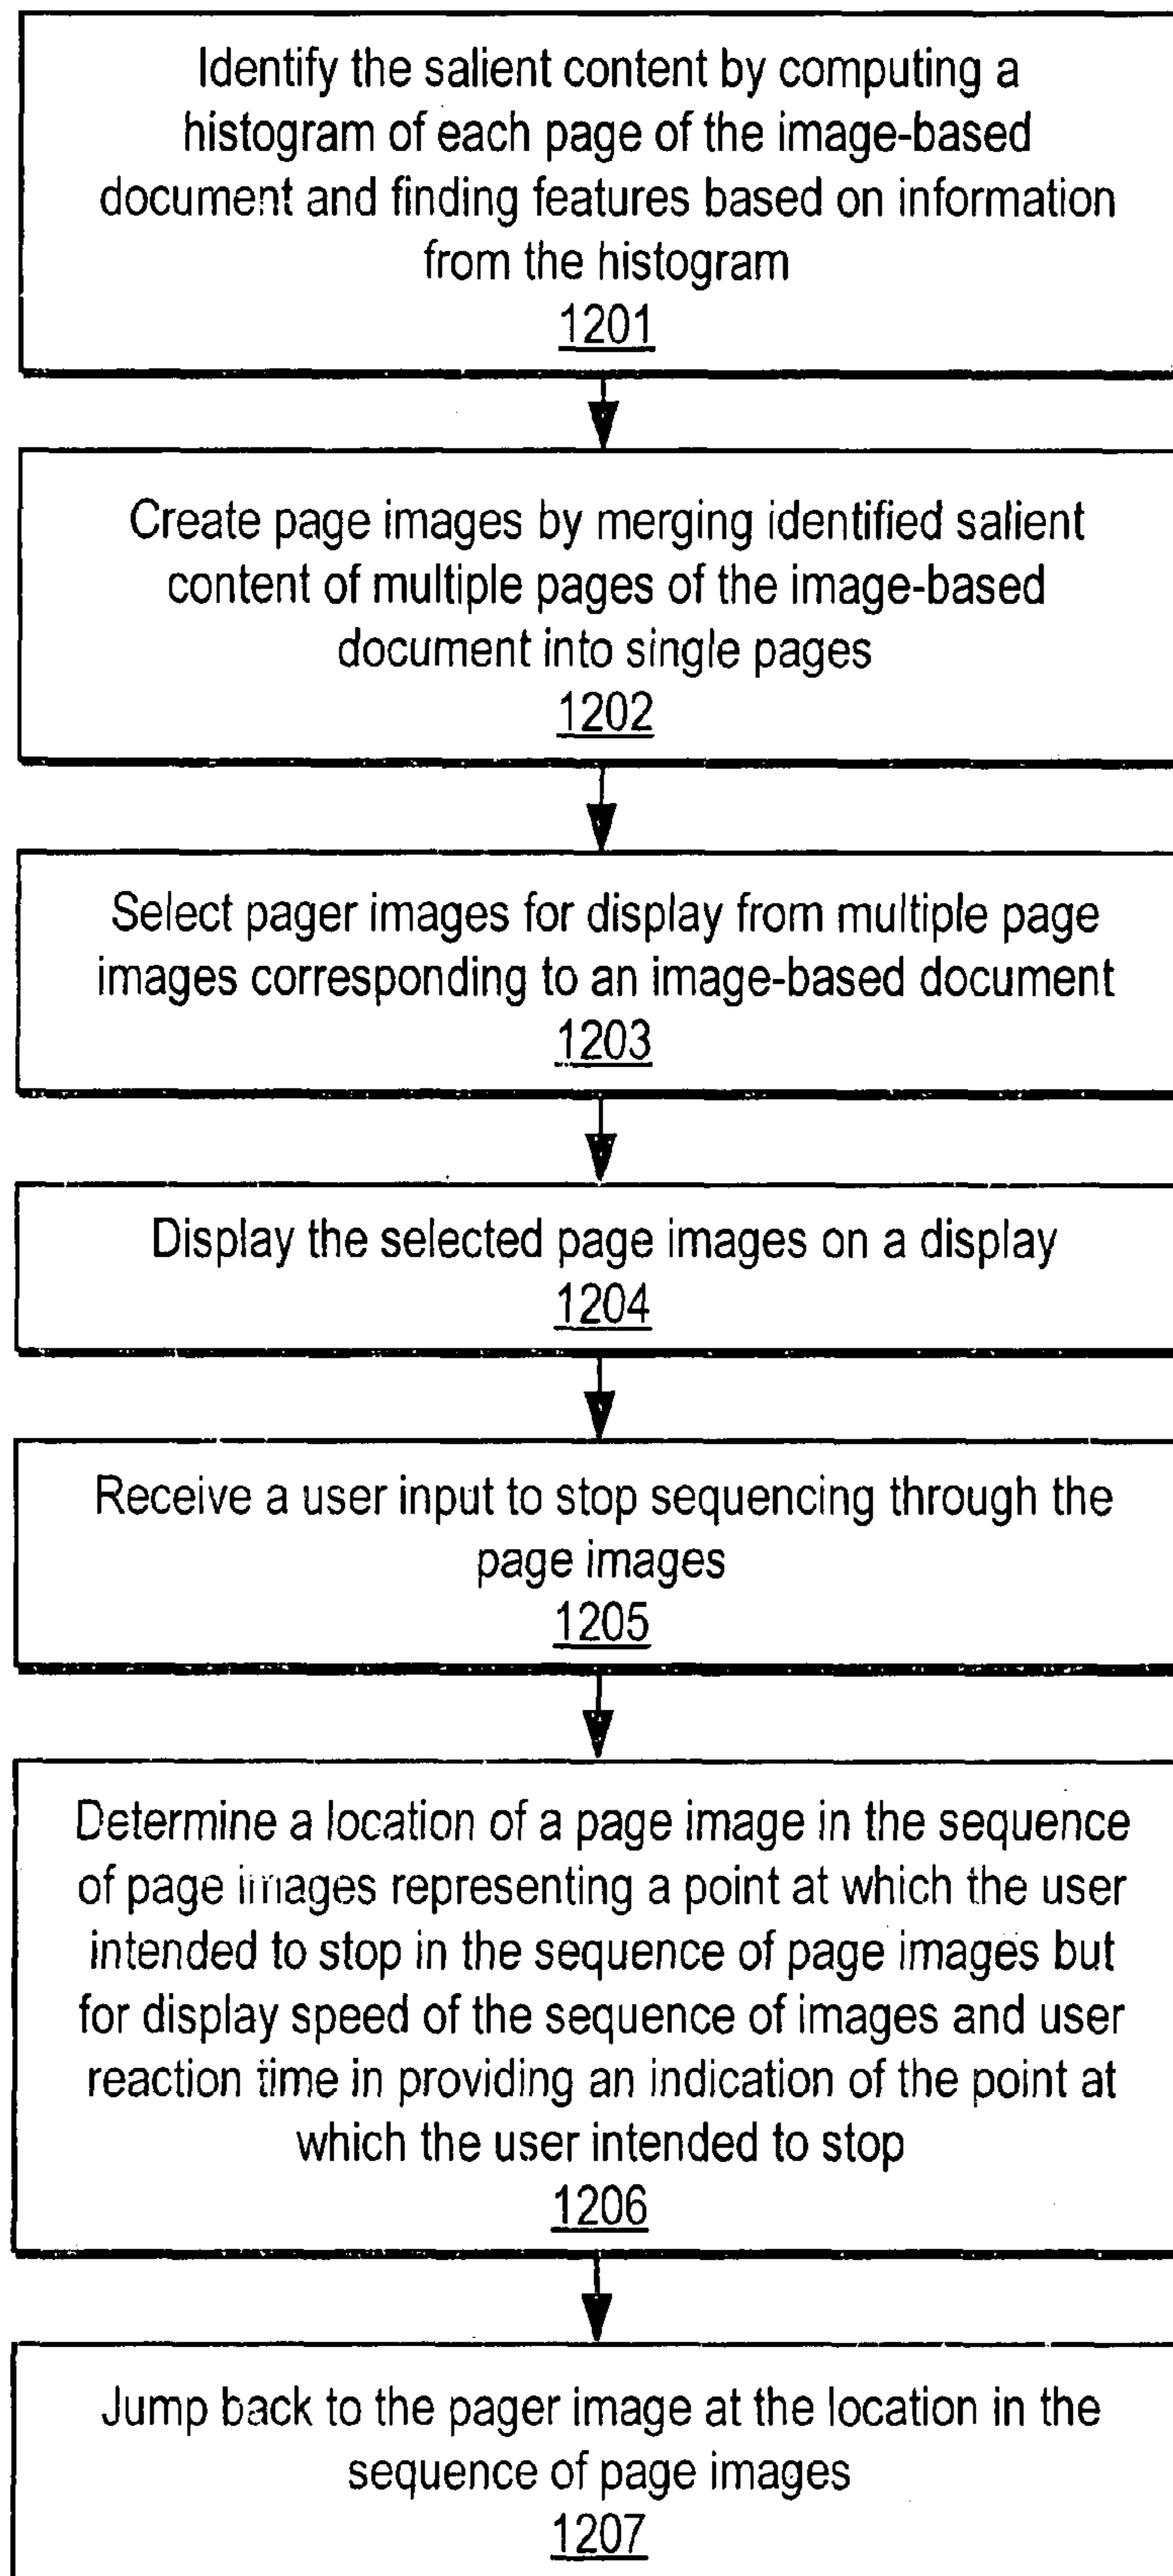 Identify the salient content by computing a
histogram of each page of the image-based
document and finding features based on information
from the histogram
1201
Create page images by merging identified salient
content of multiple pages of the image-based
document into single pages
1202
Select pager images for display from multiple page
images corresponding to an image-based document
1203
Display the selected page images on a display
1204
Receive a user input to stop sequencing through the
page images
1205
Determine a location of a page image in the sequence
of page images representing a point at which the user
intended to stop in the sequence of page images but
for display speed of the sequence of images and user
reaction time in providing an indication of the point at
which the user intended to stop
1206
Jump back to the pager image at the location in the
sequence of page images
1207